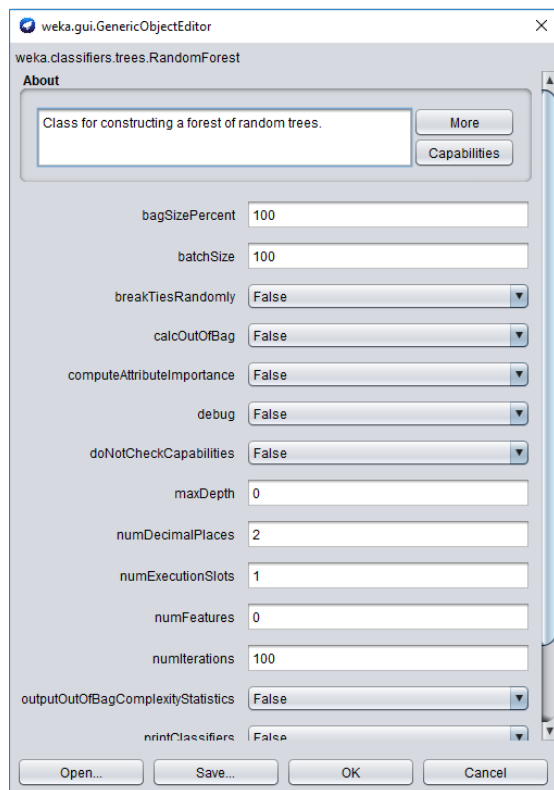 weka.gui.GenericObjectEditor
weka.classifiers.trees.RandomForest
About
Class for constructing a forest of random trees.
More
Capabilities
bagSizePercent 100
batchSize 100
breakTiesRandomly False
calcOutOfBag False
computeAttributeImportance False
debug False
doNotCheckCapabilities False
maxDepth 0
numDecimalPlaces 2
numExecutionSlots 1
numFeatures 0
numIterations 100
outputOutOfBagComplexityStatistics False
printClassifiers False
Open... Save... OK Cancel